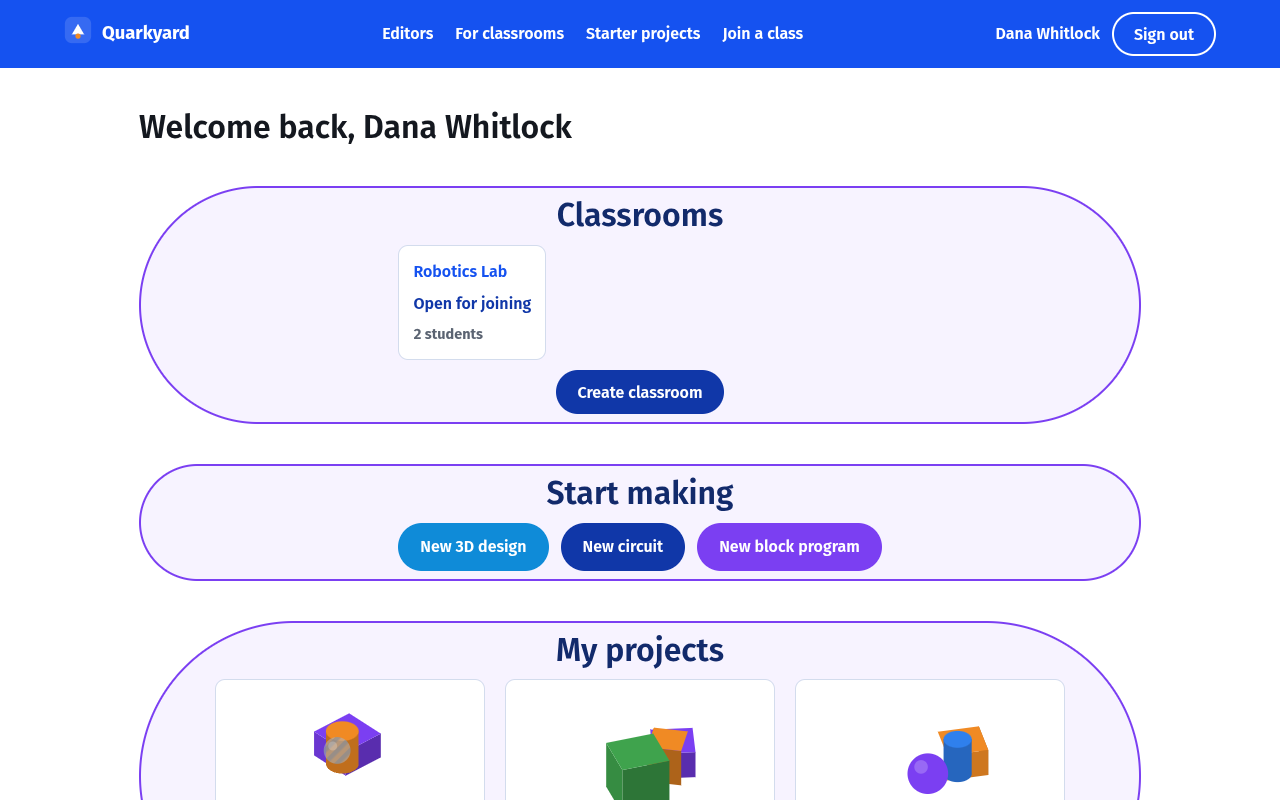 Quarkyard
Editors
For classrooms
Starter projects
Join a class
Dana Whitlock
Sign out
Welcome back, Dana Whitlock
Classrooms
Robotics Lab
Open for joining
2 students
Create classroom
Start making
New 3D design
New circuit
New block program
My projects